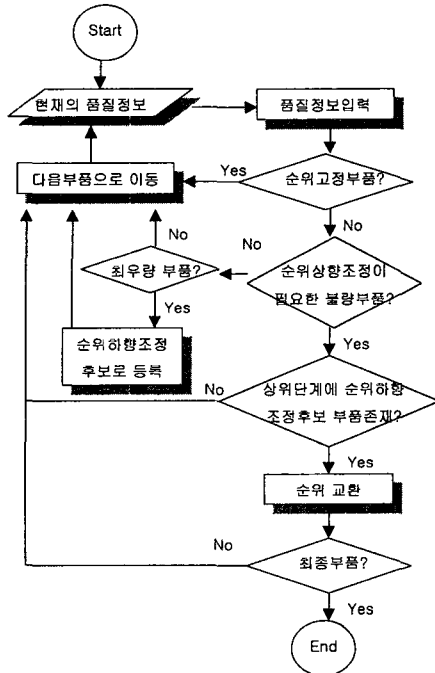 Start
현재의 품질정보
품질정보입력
다음부품으로 이동
Yes
순위고정부품?
No
No
No
최우량 부품?
순위상향조정이
필요한 불량부품?
Yes
Yes
순위하향조정
후보로 등록
No
상위단계에 순위하향
조정후보 부품존재?
Yes
순위 교환
No
최종부품?
Yes
End